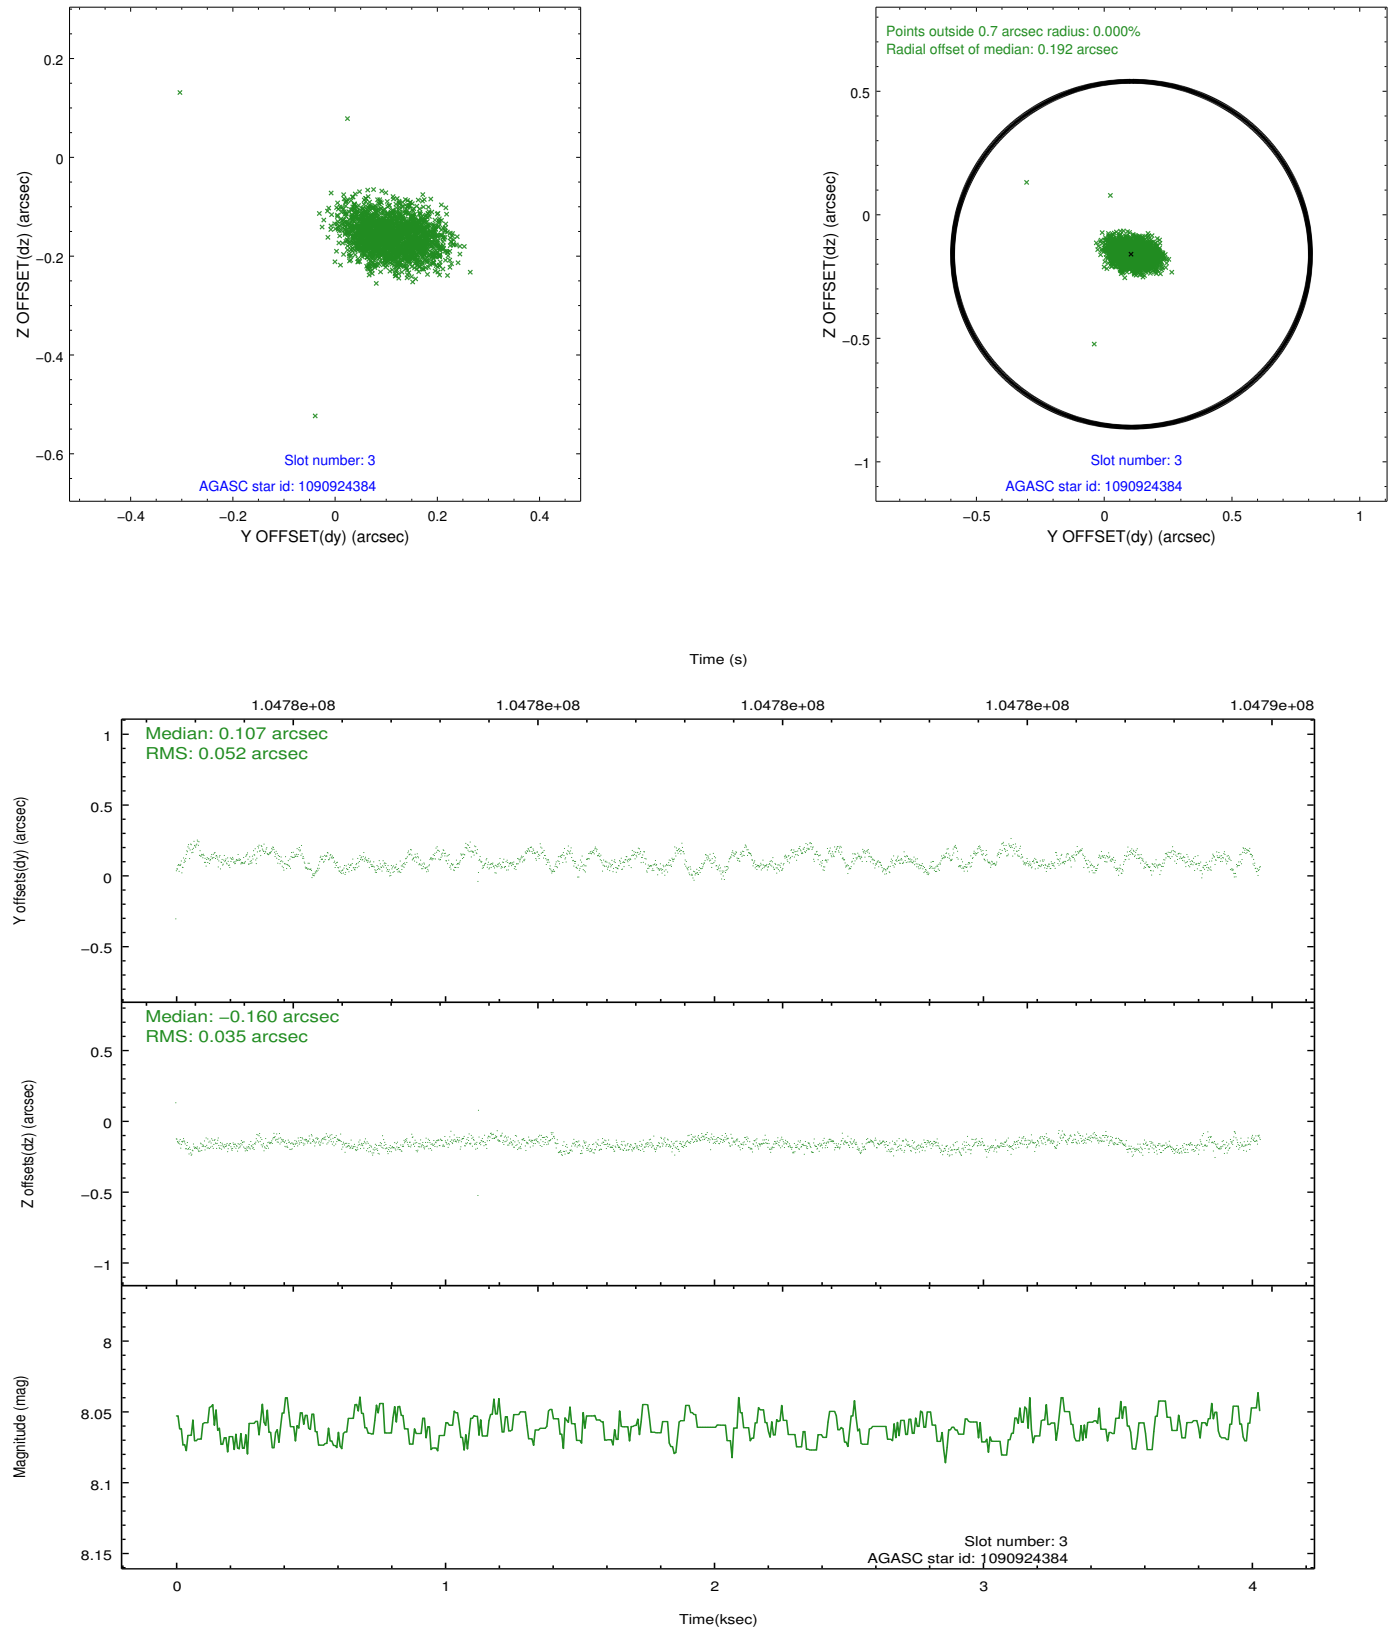 0.2
0
−0.2
−0.4
−0.6
Z OFFSET(dz) (arcsec)
Slot number: 3
AGASC star id: 1090924384
−0.4
−0.2
0
0.2
0.4
Y OFFSET(dy) (arcsec)
Points outside 0.7 arcsec radius: 0.000%
Radial offset of median: 0.192 arcsec
0.5
0
−0.5
−1
Z OFFSET(dz) (arcsec)
Slot number: 3
AGASC star id: 1090924384
−0.5
0
0.5
1
Y OFFSET(dy) (arcsec)
Time (s)
1.0478e+08
1.0478e+08
1.0478e+08
1.0478e+08
1.0479e+08
Median: 0.107 arcsec
RMS: 0.052 arcsec
1
0.5
0
−0.5
Y offsets(dy) (arcsec)
Median: −0.160 arcsec
RMS: 0.035 arcsec
0.5
0
−0.5
−1
Z offsets(dz) (arcsec)
8
8.05
8.1
8.15
Magnitude (mag)
Slot number: 3
AGASC star id: 1090924384
0
1
2
3
4
Time(ksec)